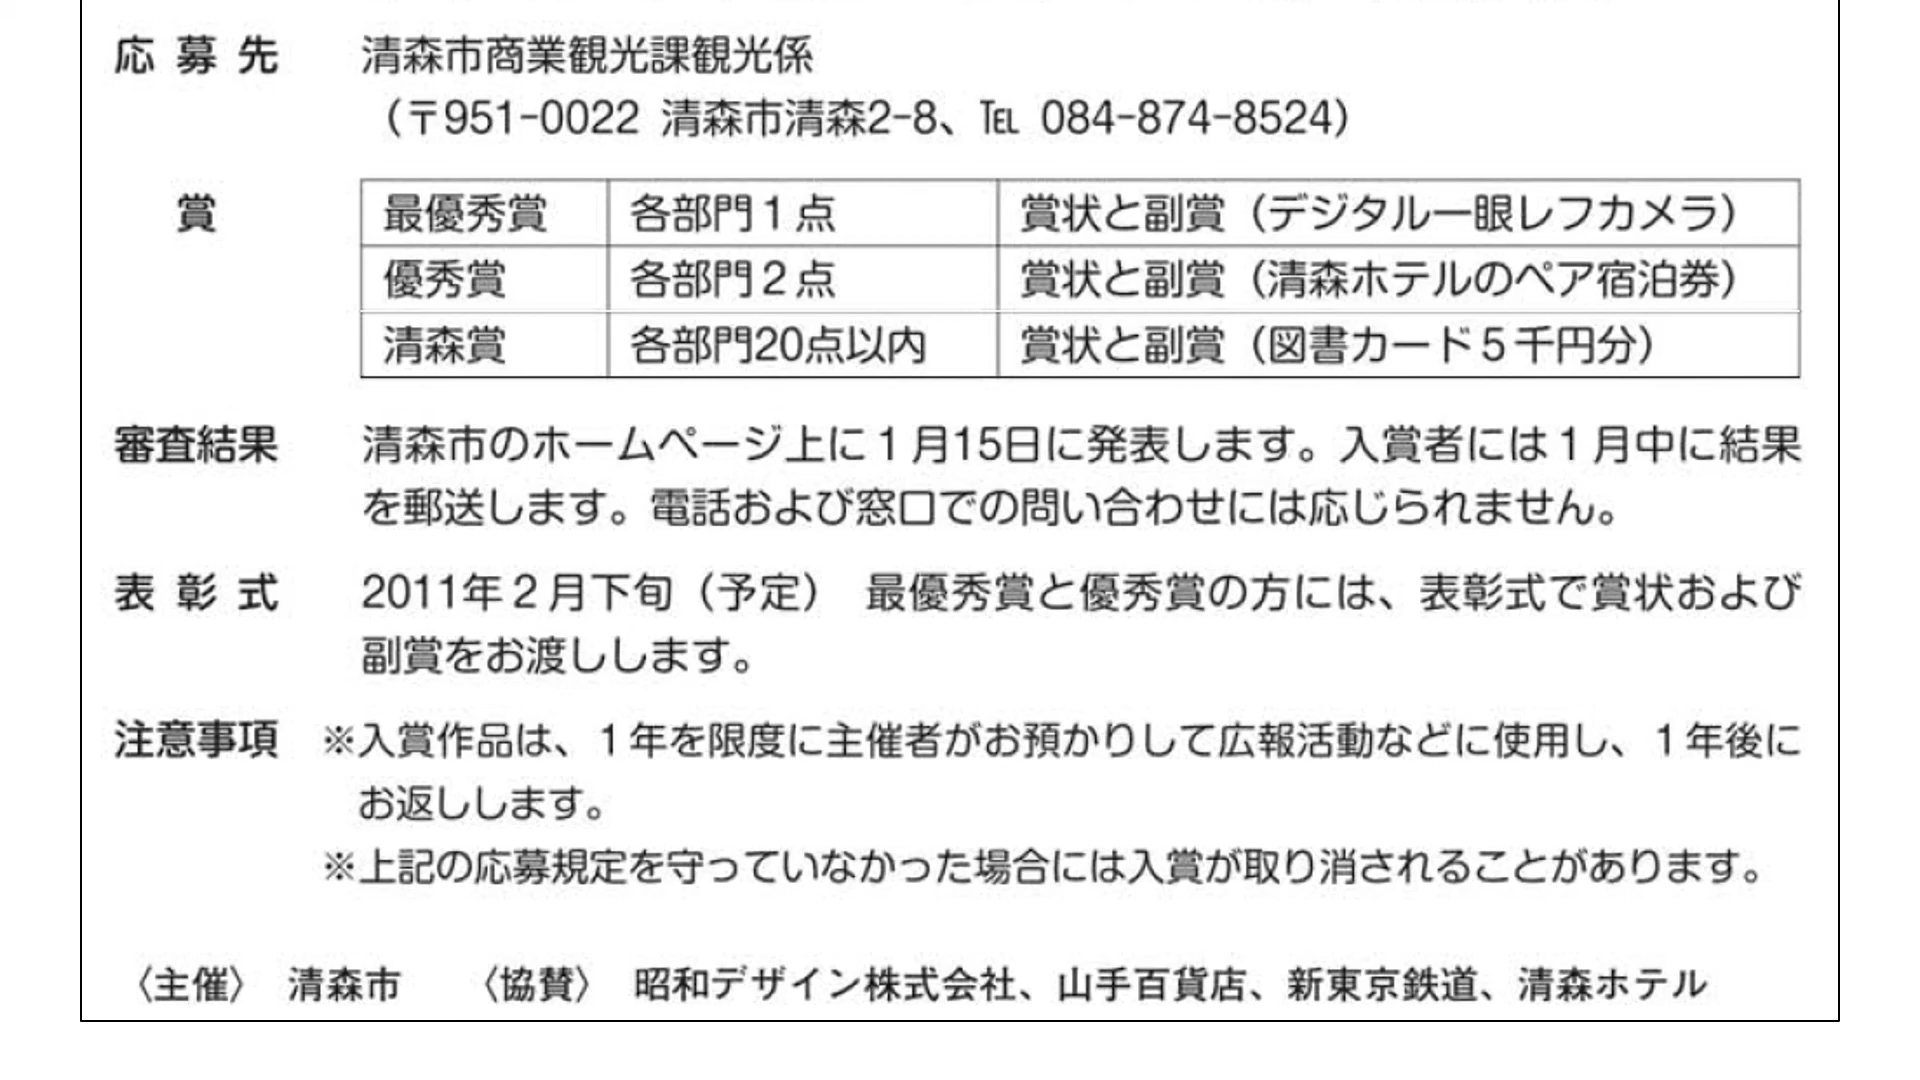 応募先 清森市商業観光課観光係
（〒951-0022 清森市清森2-8、℡ 084-874-8524）
賞 最優秀賞 各部門1点 賞状と副賞（デジタル一眼レフカメラ）
優秀賞 各部門2点 賞状と副賞（清森ホテルのペア宿泊券）
清森賞 各部門20点以内 賞状と副賞（図書カード5千円分）
審査結果 清森市のホームページ上に1月15日に発表します。入賞者には1月中に結果
を郵送します。電話および窓口での問い合わせには応じられません。
表彰式 2011年2月下旬（予定） 最優秀賞と優秀賞の方には、表彰式で賞状および
副賞をお渡しします。
注意事項 ※入賞作品は、1年を限度に主催者がお預かりして広報活動などに使用し、1年後に
お返しします。
※上記の応募規定を守っていなかった場合には入賞が取り消されることがあります。
〈主催〉 清森市 〈協賛〉 昭和デザイン株式会社、山手百貨店、新東京鉄道、清森ホテル